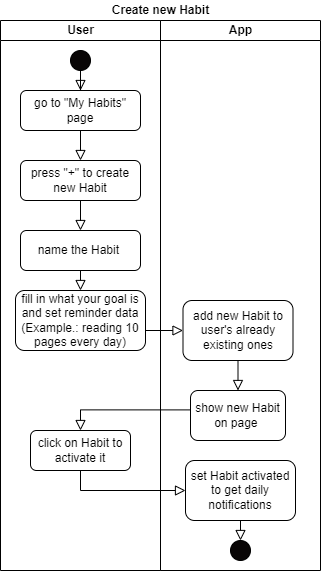 Create new Habit
User
App
go to "My Habits"
page
press "+" to create
new Habit
name the Habit
fill in what your goal is
and set reminder data
(Example.: reading 10
pages every day)
add new Habit to
user's already
existing ones
show new Habit
on page
click on Habit to
activate it
set Habit activated
to get daily
notifications